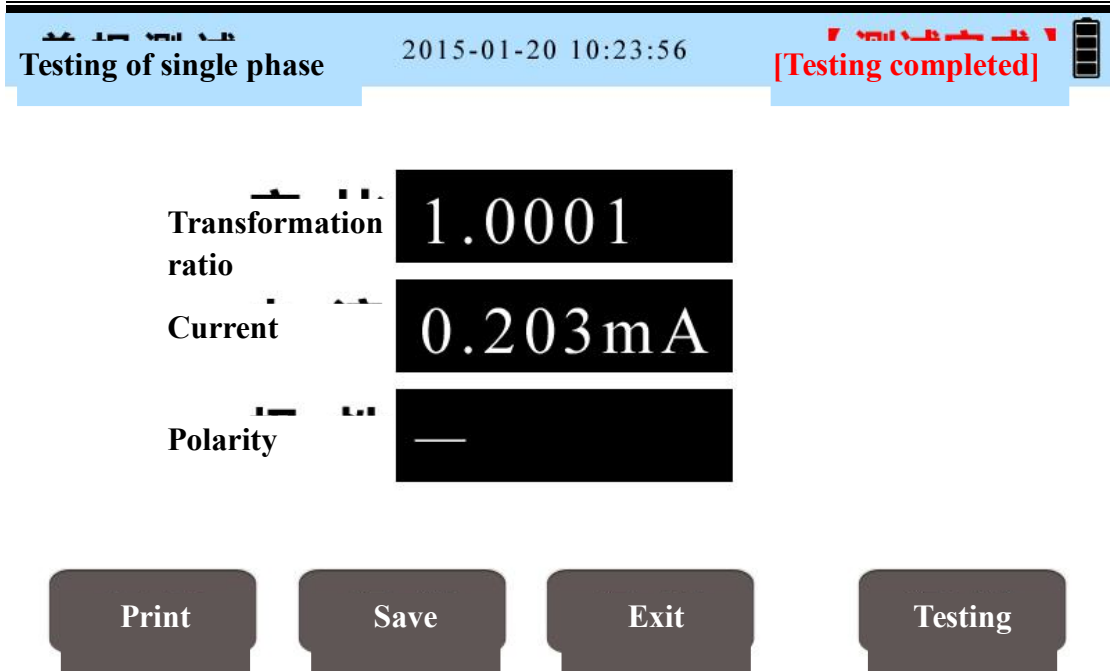 Testing of single phase
2015-01-20 10:23:56
[Testing completed]
Transformation
ratio
1.0001
Current
0.203mA
Polarity
—
Print
Save
Exit
Testing